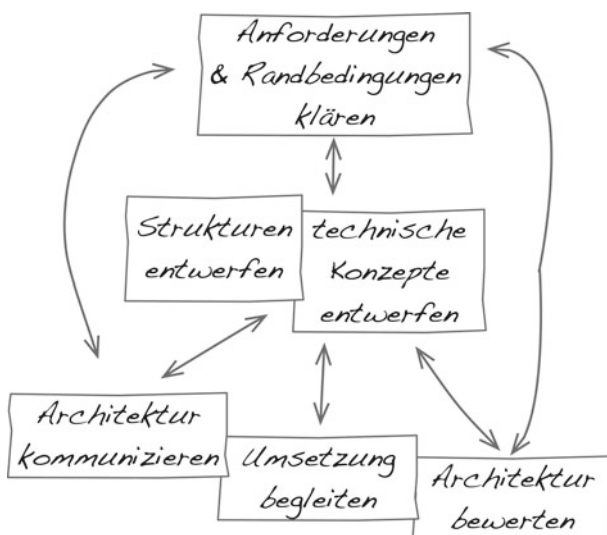 Anforderungen
& Randbedingungen
klären
Strukturen
entwerfen
technische
Konzepte
entwerfen
Architektur
kommunizieren
Umsetzung
begleiten
Architektur
bewerten